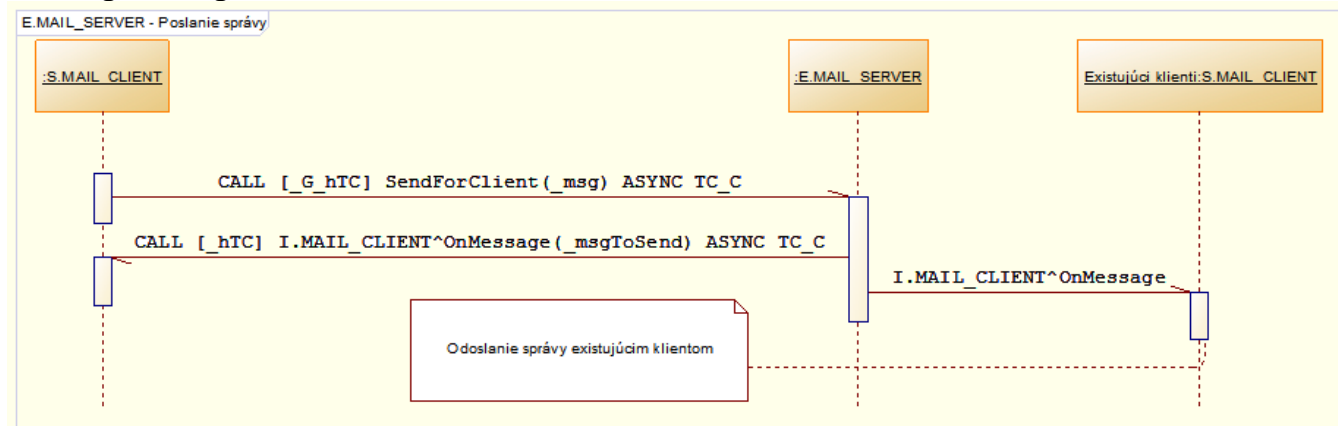 E.MAIL_SERVER - Poslanie správy
:S.MAIL_CLIENT
:E.MAIL_SERVER
Existujúci klienti:S.MAIL_CLIENT
CALL [_G_hTC] SendForClient(_msg) ASYNC TC_C
CALL [_hTC] I.MAIL_CLIENT^OnMessage(_msgToSend) ASYNC TC_C
I.MAIL_CLIENT^OnMessage
Odoslanie správy existujúcim klientom